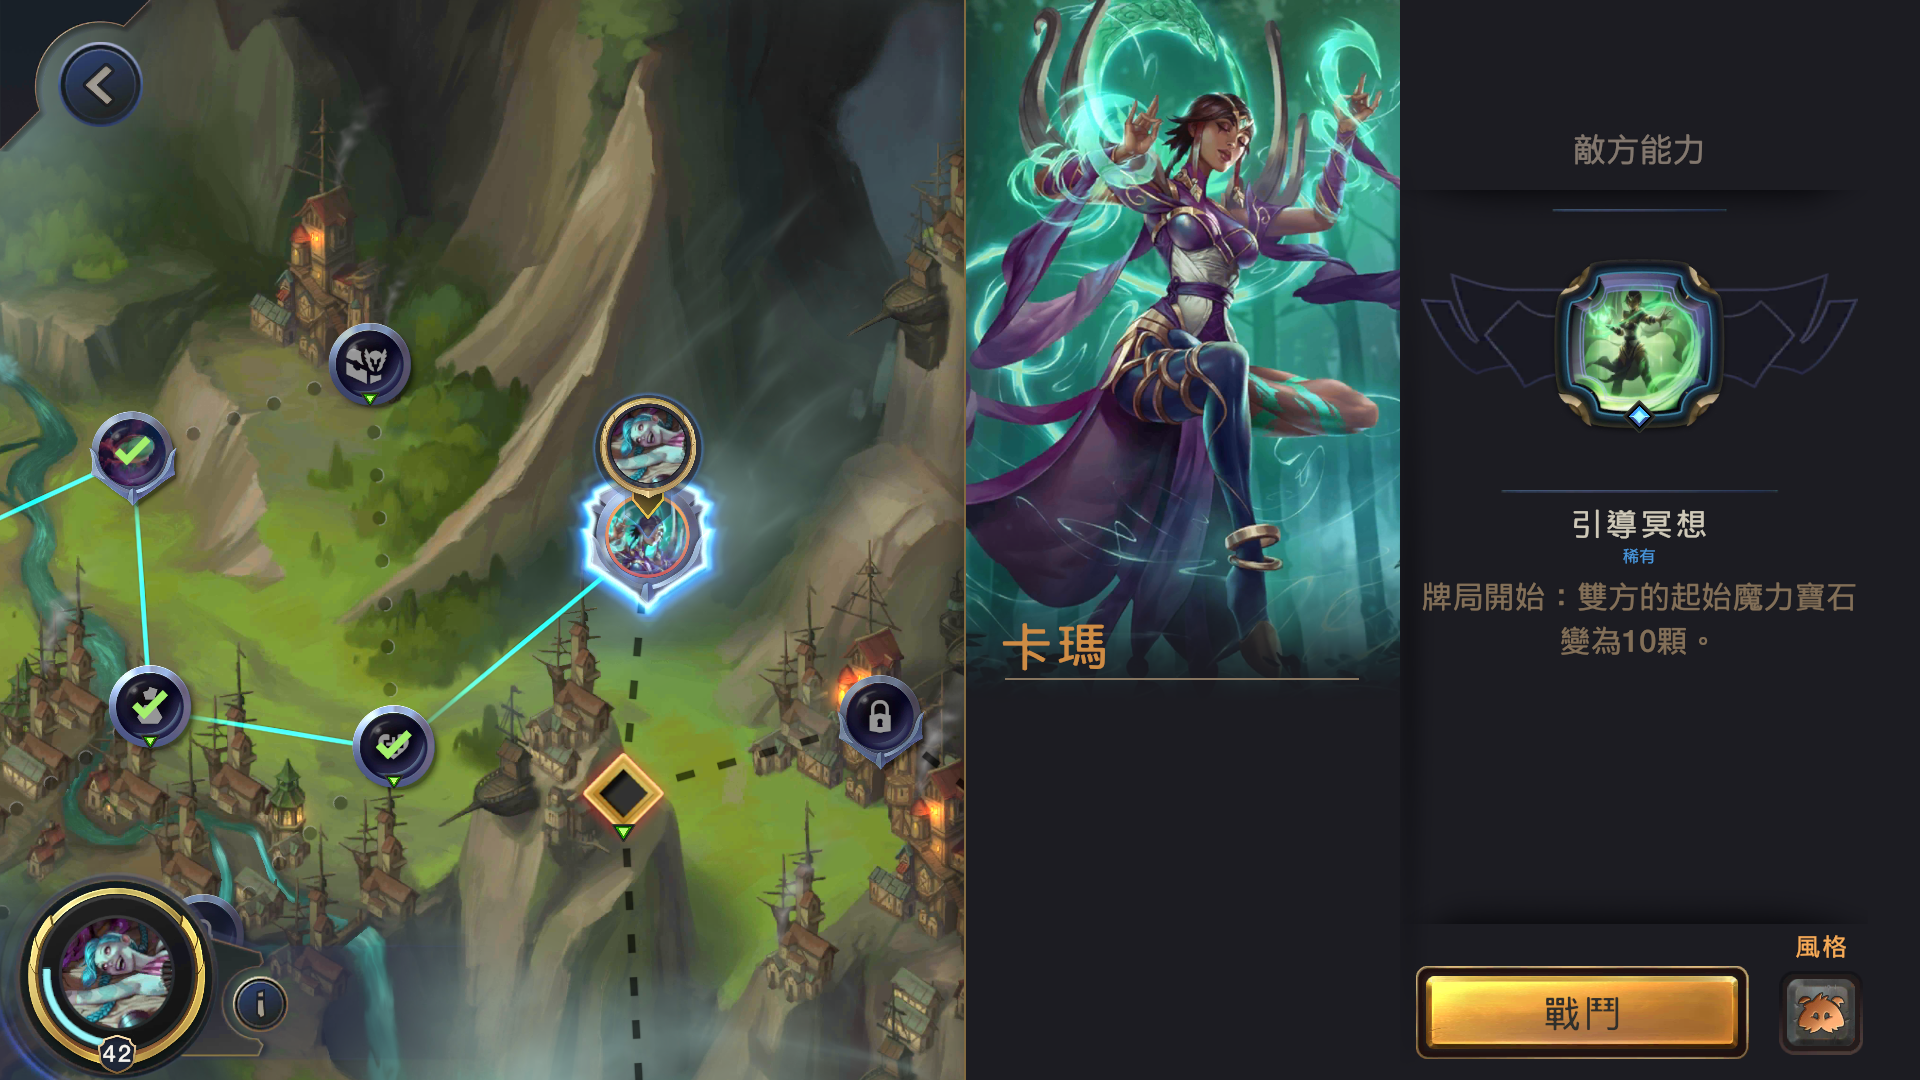 敵方能力
引導冥想
稀有
牌局開始：雙方的起始魔力寶石
變為10顆。
卡瑪
風格
戰鬥
42